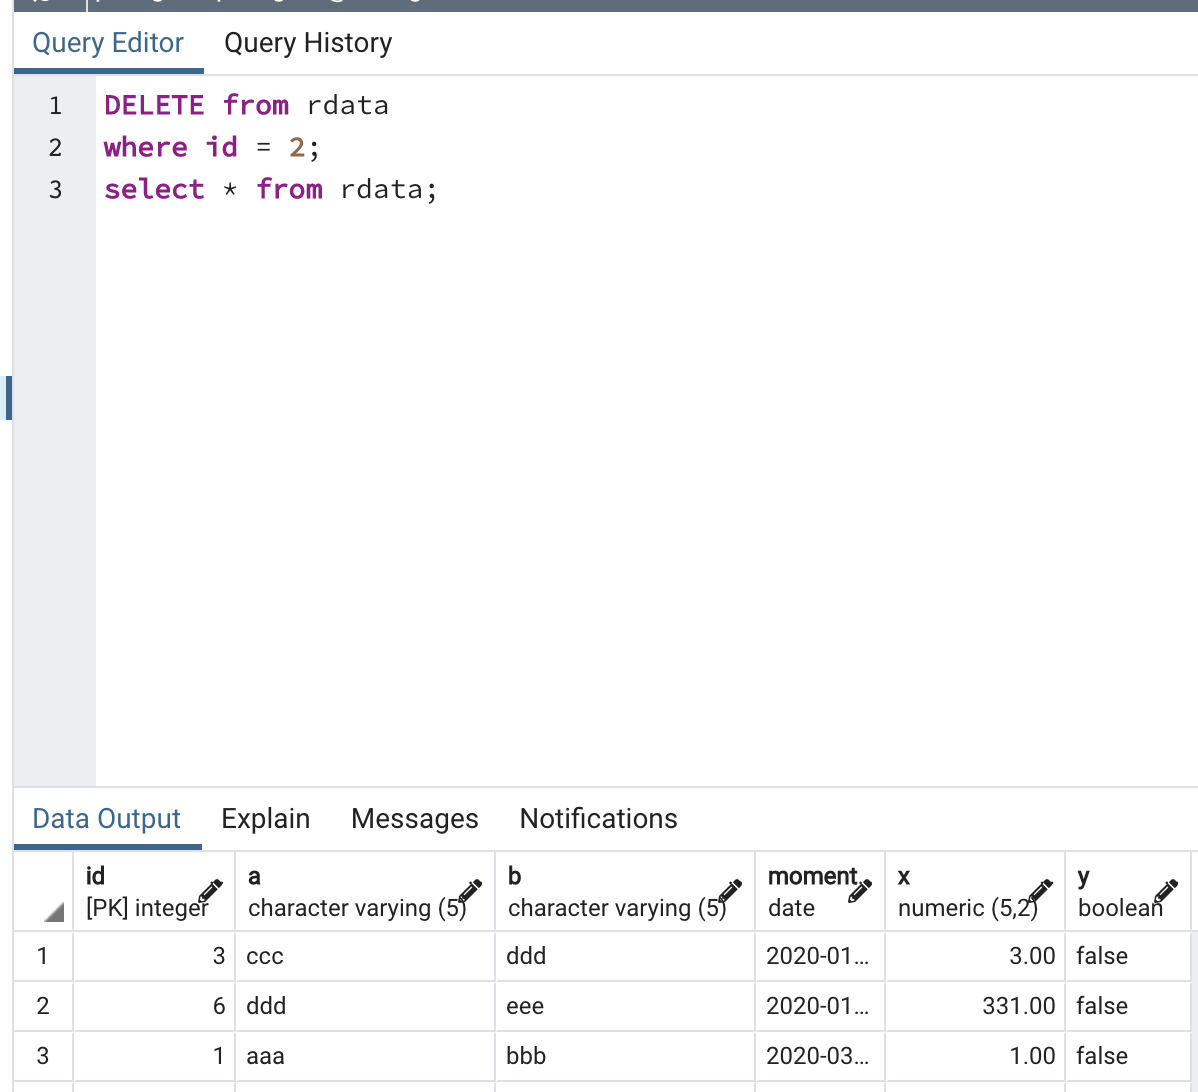 Query Editor Query History
1 DELETE from rdata
2 where id = 2;
3 select * from rdata;
Data Output Explain Messages Notifications
id a b moment x y
[PK] integer character varying (5) character varying (5) date numeric (5,2) boolean
1 3 ccc ddd 2020-01... 3.00 false
2 6 ddd eee 2020-01... 331.00 false
3 1 aaa bbb 2020-03... 1.00 false